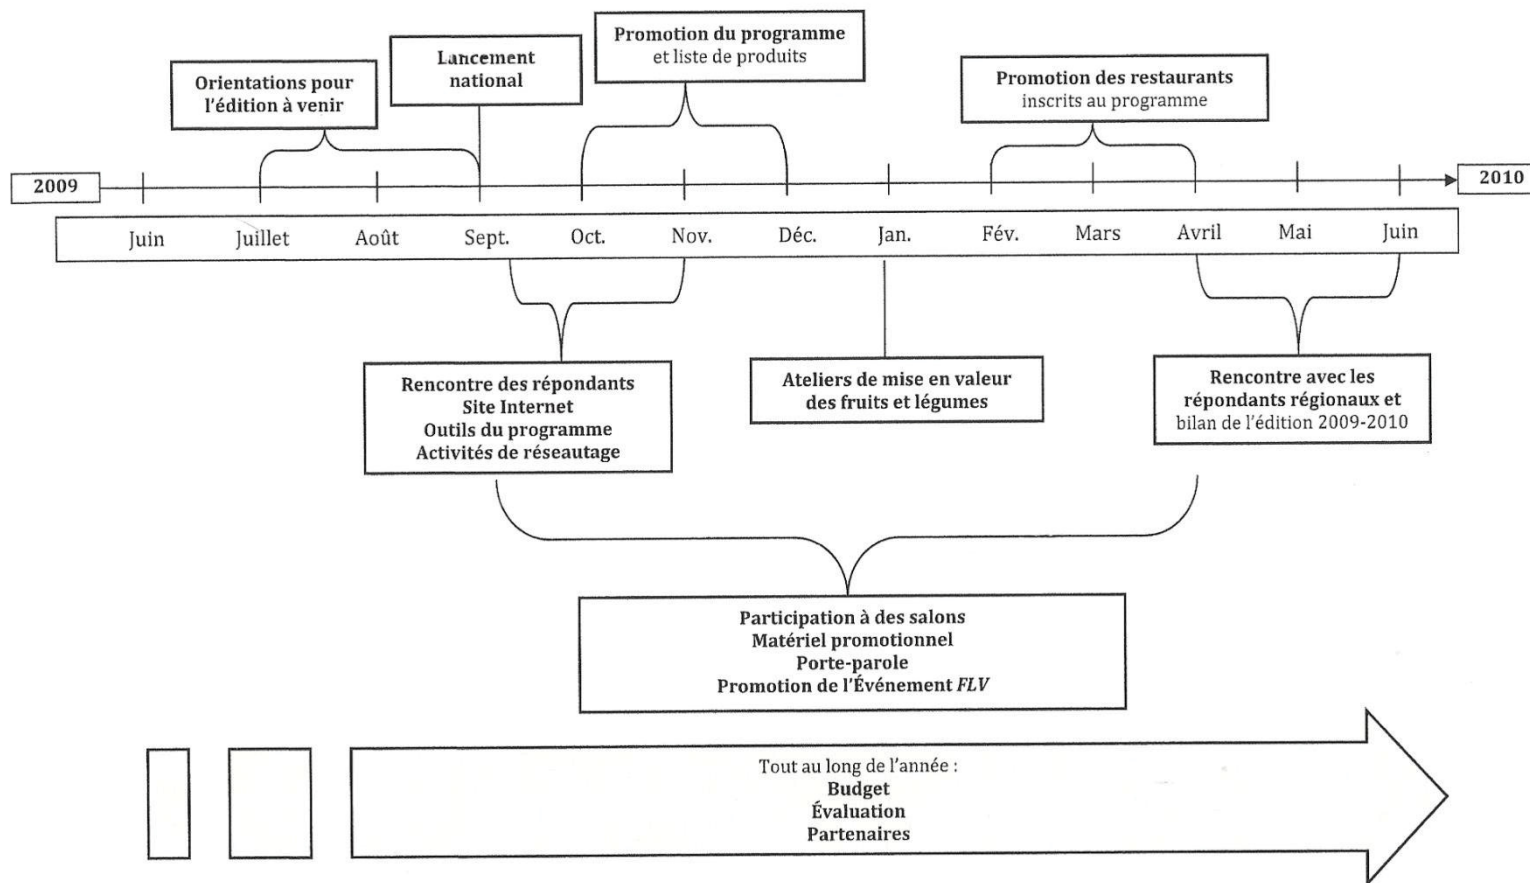 Promotion du programme
et liste de produits
Lancement
national
Orientations pour
l'édition à venir
Promotion des restaurants
inscrits au programme
2009
2010
Juin
Juillet
Août
Sept.
Oct.
Nov.
Déc.
Jan.
Fév.
Mars
Avril
Mai
Juin
Rencontre des répondants
Site Internet
Outils du programme
Activités de réseautage
Ateliers de mise en valeur
des fruits et légumes
Rencontre avec les
répondants régionaux et
bilan de l'édition 2009-2010
Participation à des salons
Matériel promotionnel
Porte-parole
Promotion de l'Événement FLV
Tout au long de l'année :
Budget
Évaluation
Partenaires